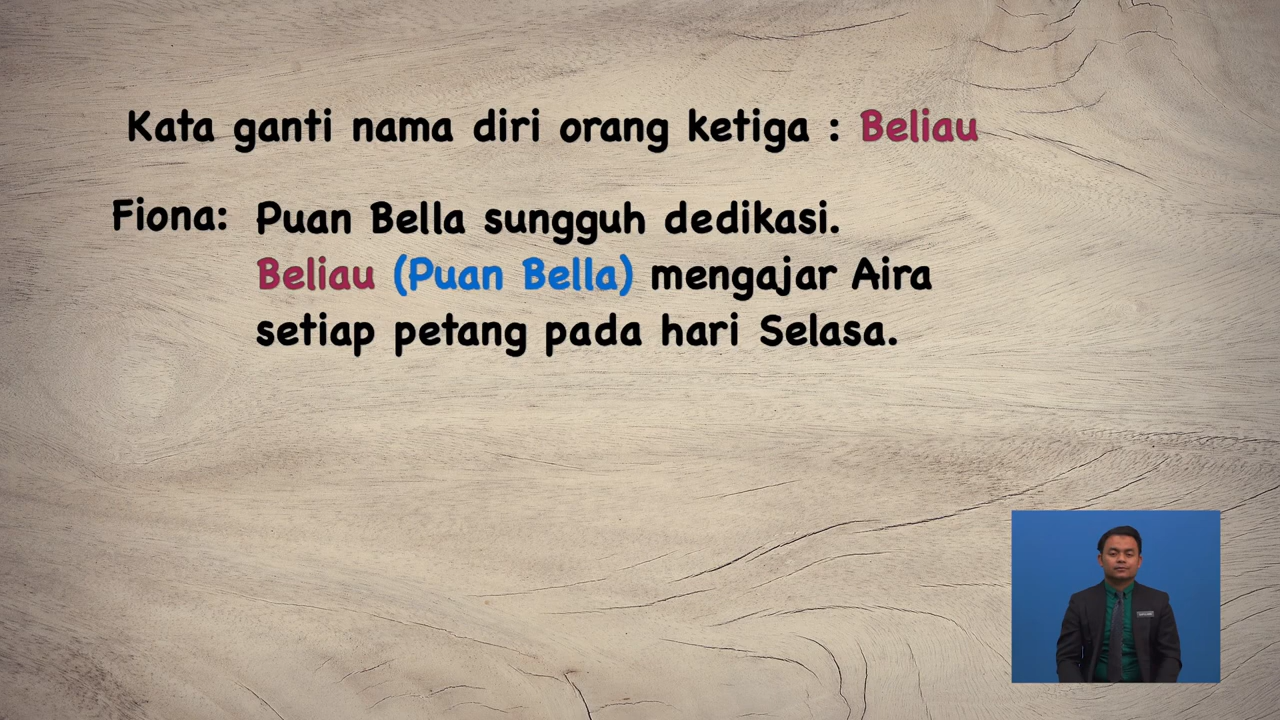 Kata ganti nama diri orang ketiga : Beliau
Fiona: Puan Bella sungguh dedikasi.
Beliau (Puan Bella) mengajar Aira
setiap petang pada hari Selasa.